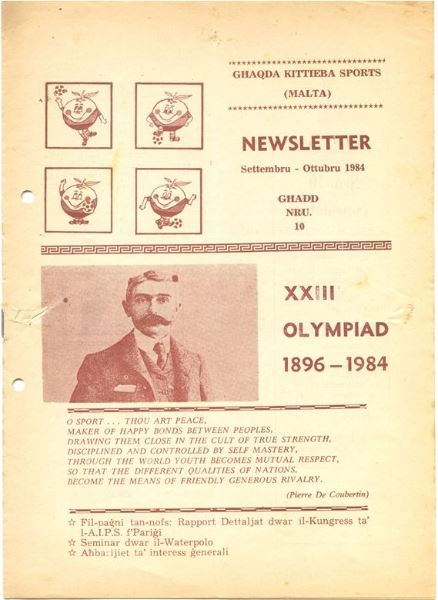 GHAQDA KITTIEBA SPORTS
(MALTA)
NEWSLETTER
Settembru - Ottubru 1984
GHADD
NRU.
10
XXIII
OLYMPIAD
1896 - 1984
O SPORT . . . THOU ART PEACE,
MAKER OF HAPPY BONDS BETWEEN PEOPLES,
DRAWING THEM CLOSE IN THE CULT OF TRUE STRENGTH,
DISCIPLINED AND CONTROLLED BY SELF MASTERY,
THROUGH THE WORLD YOUTH BECOMES MUTUAL RESPECT,
SO THAT THE DIFFERENT QUALITIES OF NATIONS,
BECOME THE MEANS OF FRIENDLY GENEROUS RIVALRY.
(Pierre De Coubertin)
☆ Fil-paġni tan-nofs: Rapport Dettaljat dwar il-Kungress ta'
l-A.I.P.S. f'Pariġi
☆ Seminar dwar il-Waterpolo
☆ Aħbarijiet ta' interess ġenerali